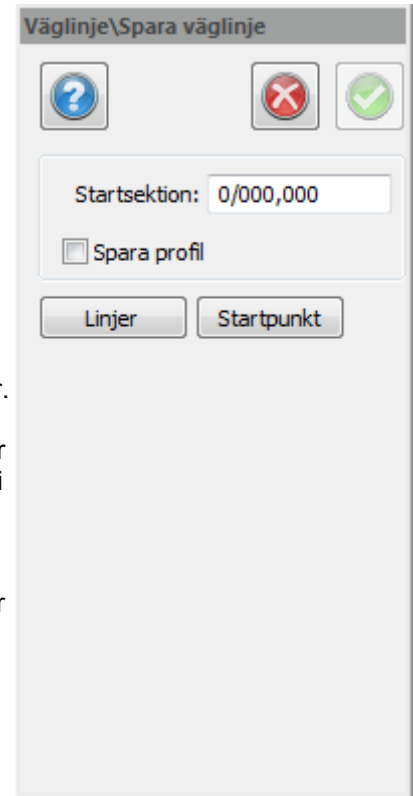 Väglinje\Spara väglinje
Startsektion: 0/000,000
Spara profil
Linjer Startpunkt
r.
r
i
r